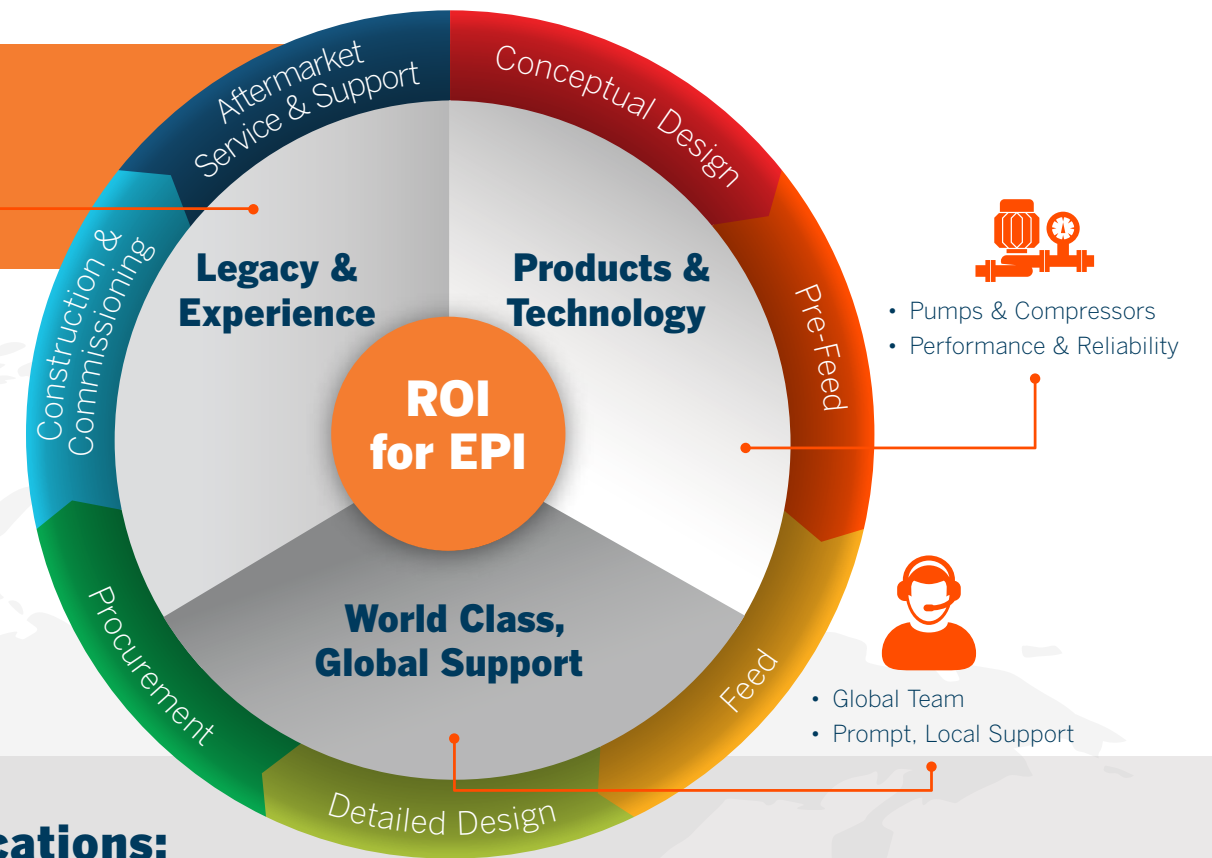 Aftermarket
Service & Support
Conceptual Design
Pre-Feed
Feed
Detailed Design
Procurement
Construction &
Commissioning
Legacy &
Experience
Products &
Technology
ROI
for EPI
World Class,
Global Support
• Pumps & Compressors
• Performance & Reliability
• Global Team
• Prompt, Local Support
cations: